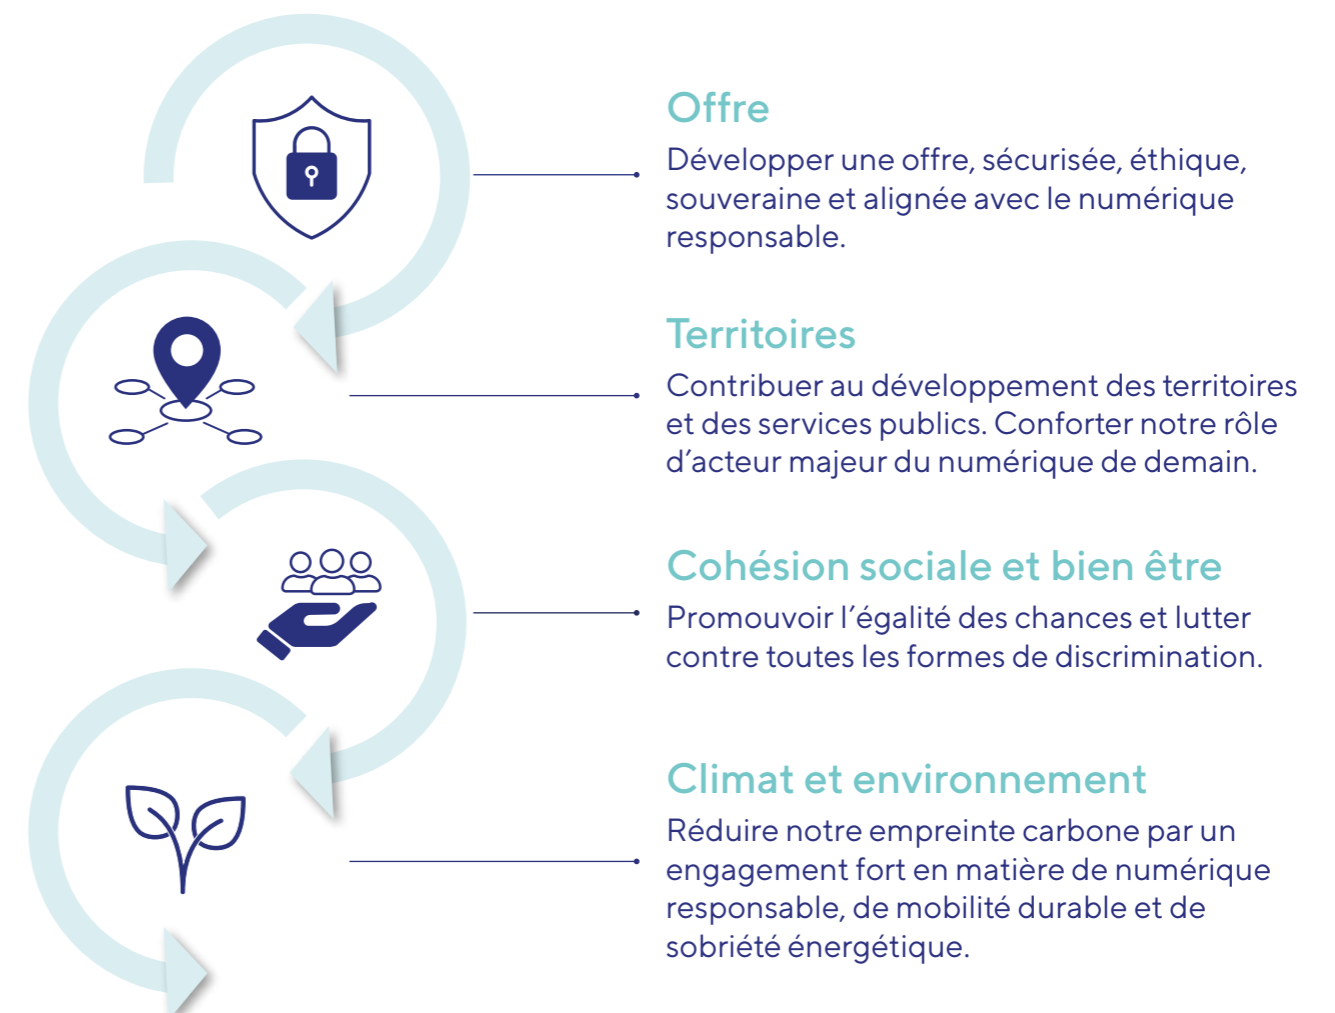 Offre
Développer une offre, sécurisée, éthique,
souveraine et alignée avec le numérique
responsable.
Territoires
Contribuer au développement des territoires
et des services publics. Conforter notre rôle
d’acteur majeur du numérique de demain.
Cohésion sociale et bien être
Promouvoir l’égalité des chances et lutter
contre toutes les formes de discrimination.
Climat et environnement
Réduire notre empreinte carbone par un
engagement fort en matière de numérique
responsable, de mobilité durable et de
sobriété énergétique.